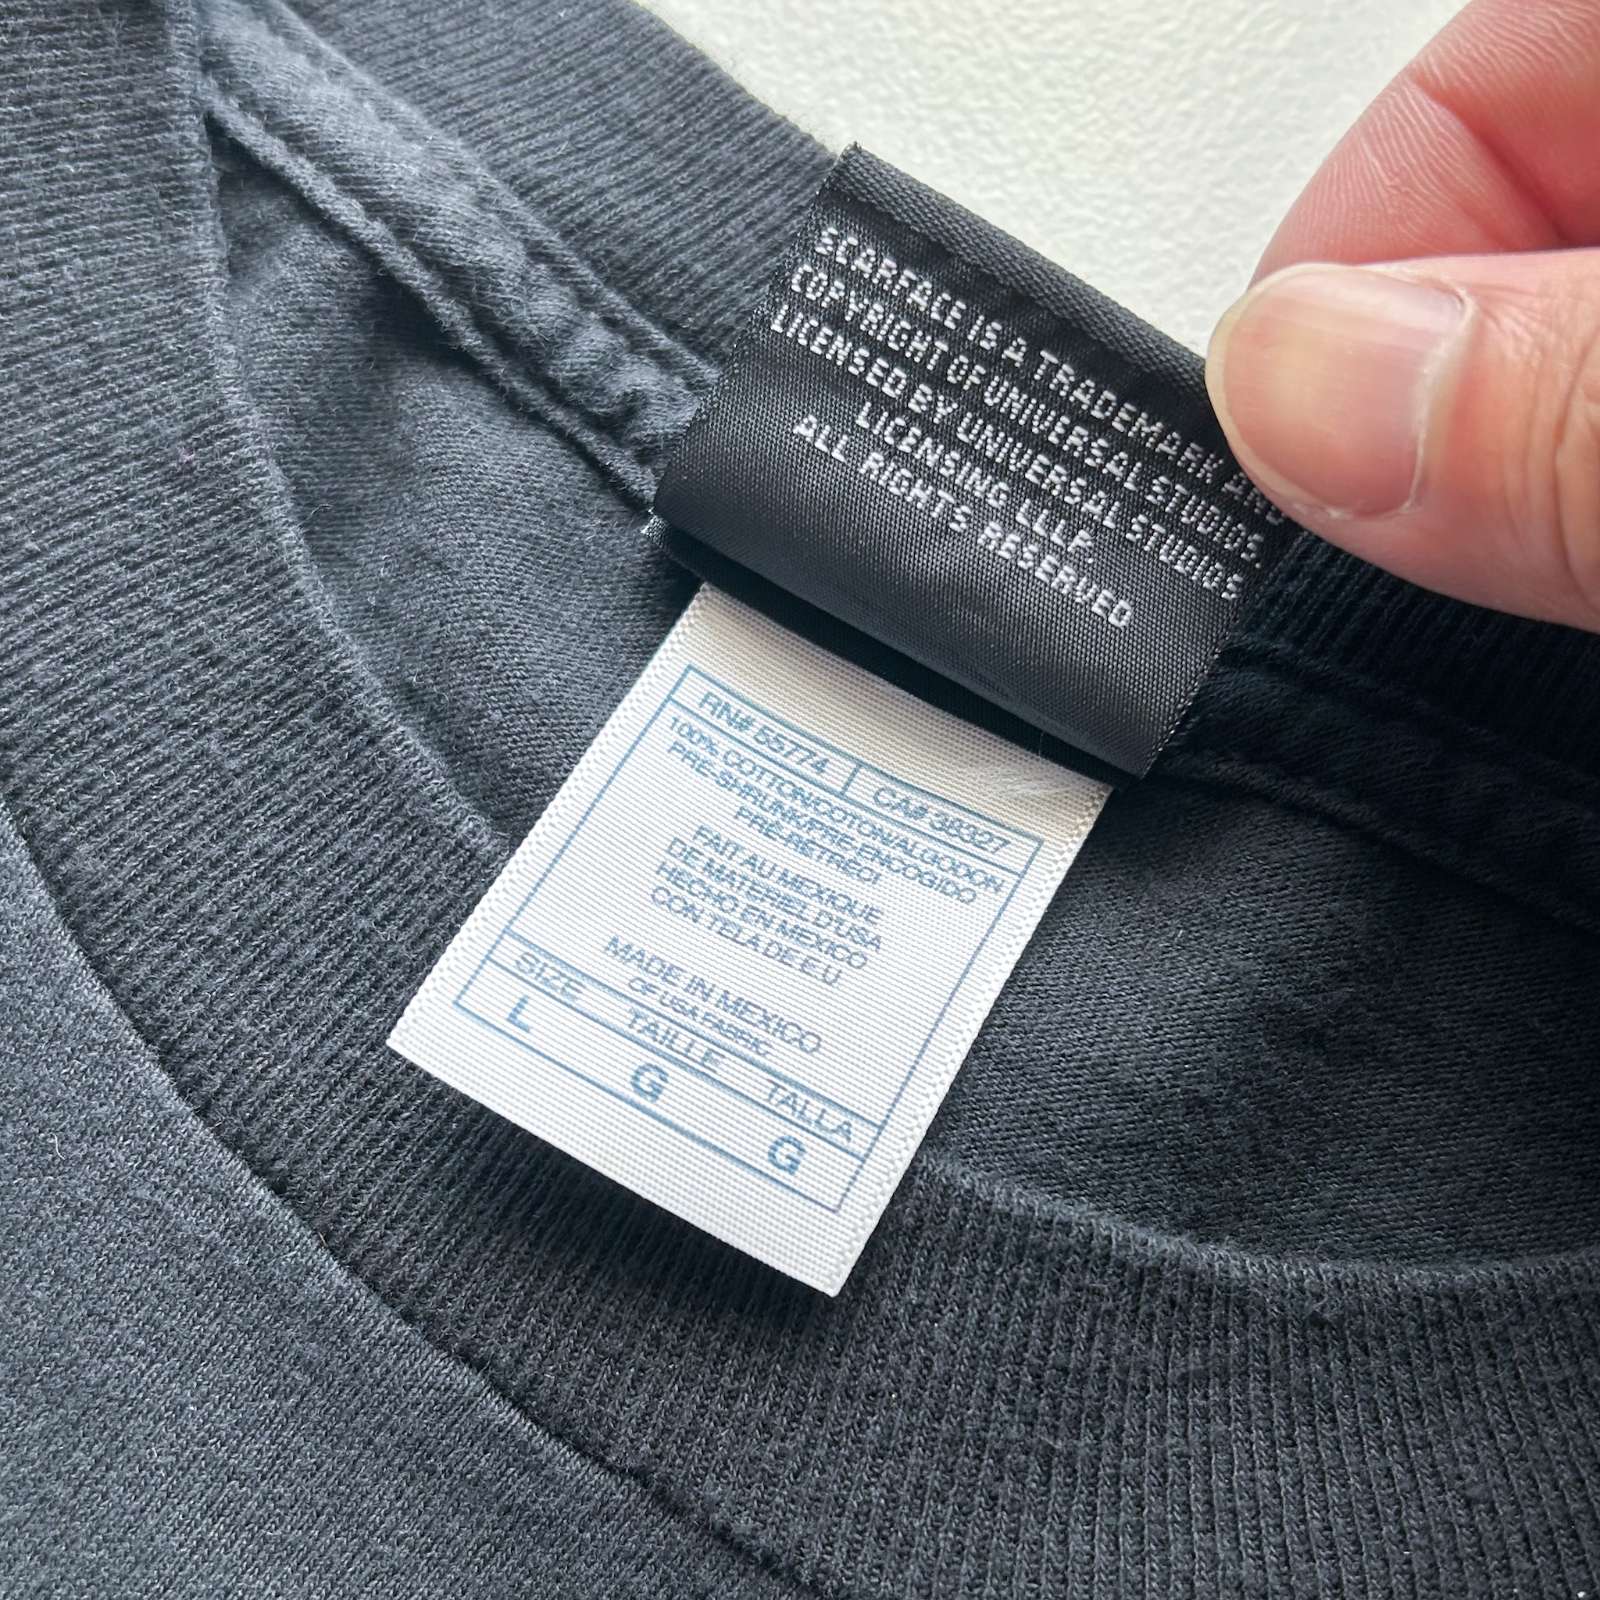 SCARFACE IS A TRADEMARK AND
COPYRIGHT OF UNIVERSAL STUDIOS.
LICENSED BY UNIVERSAL STUDIOS
LICENSING LLLP.
ALL RIGHTS RESERVED
RN# 55774 CA# 38327
100% COTTON/COTON/ALGODON
PRE-SHRUNK/PRE-ENCOGIDO
PRE-RETRECI
FAIT AU MEXIQUE
DE MATERIEL D'USA
HECHO EN MEXICO
CON TELA DE E U
MADE IN MEXICO
OF USA FABRIC
SIZE TAILLE TALLA
L G G